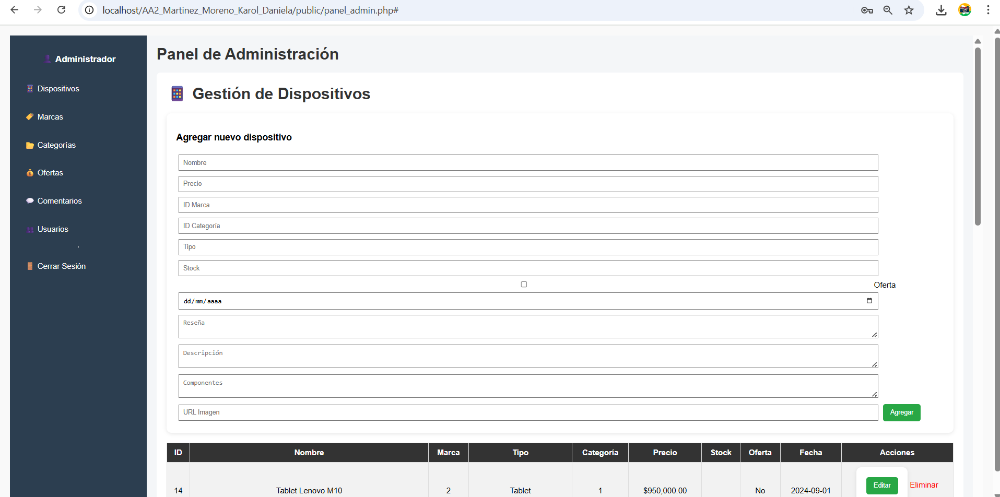 localhost/AA2_Martinez_Moreno_Karol_Daniela/public/panel_admin.php#
Administrador
Dispositivos
Marcas
Categorías
Ofertas
Comentarios
Usuarios
.
Cerrar Sesión
Panel de Administración
Gestión de Dispositivos
Agregar nuevo dispositivo
Nombre
Precio
ID Marca
ID Categoría
Tipo
Stock
Oferta
dd/mm/aaaa
Reseña
Descripción
Componentes
URL Imagen
Agregar
ID Nombre Marca Tipo Categoría Precio Stock Oferta Fecha Acciones
14 Tablet Lenovo M10 2 Tablet 1 $950,000.00 No 2024-09-01 Editar Eliminar